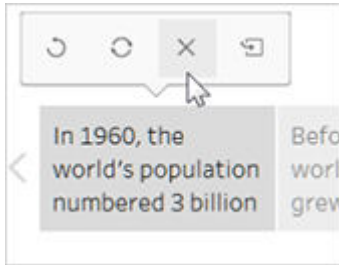 In 1960, the
world's population
numbered 3 billion
Befo
worl
grew